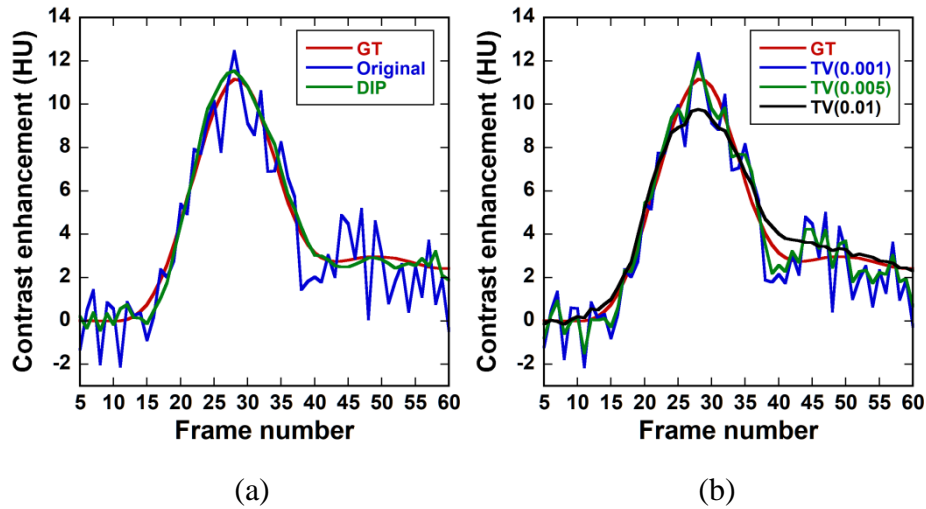 14
12
10
8
6
4
2
0
-2
Contrast enhancement (HU)
GT
Original
DIP
5 10 15 20 25 30 35 40 45 50 55 60
Frame number
(a)
14
12
10
8
6
4
2
0
-2
Contrast enhancement (HU)
GT
TV(0.001)
TV(0.005)
TV(0.01)
5 10 15 20 25 30 35 40 45 50 55 60
Frame number
(b)